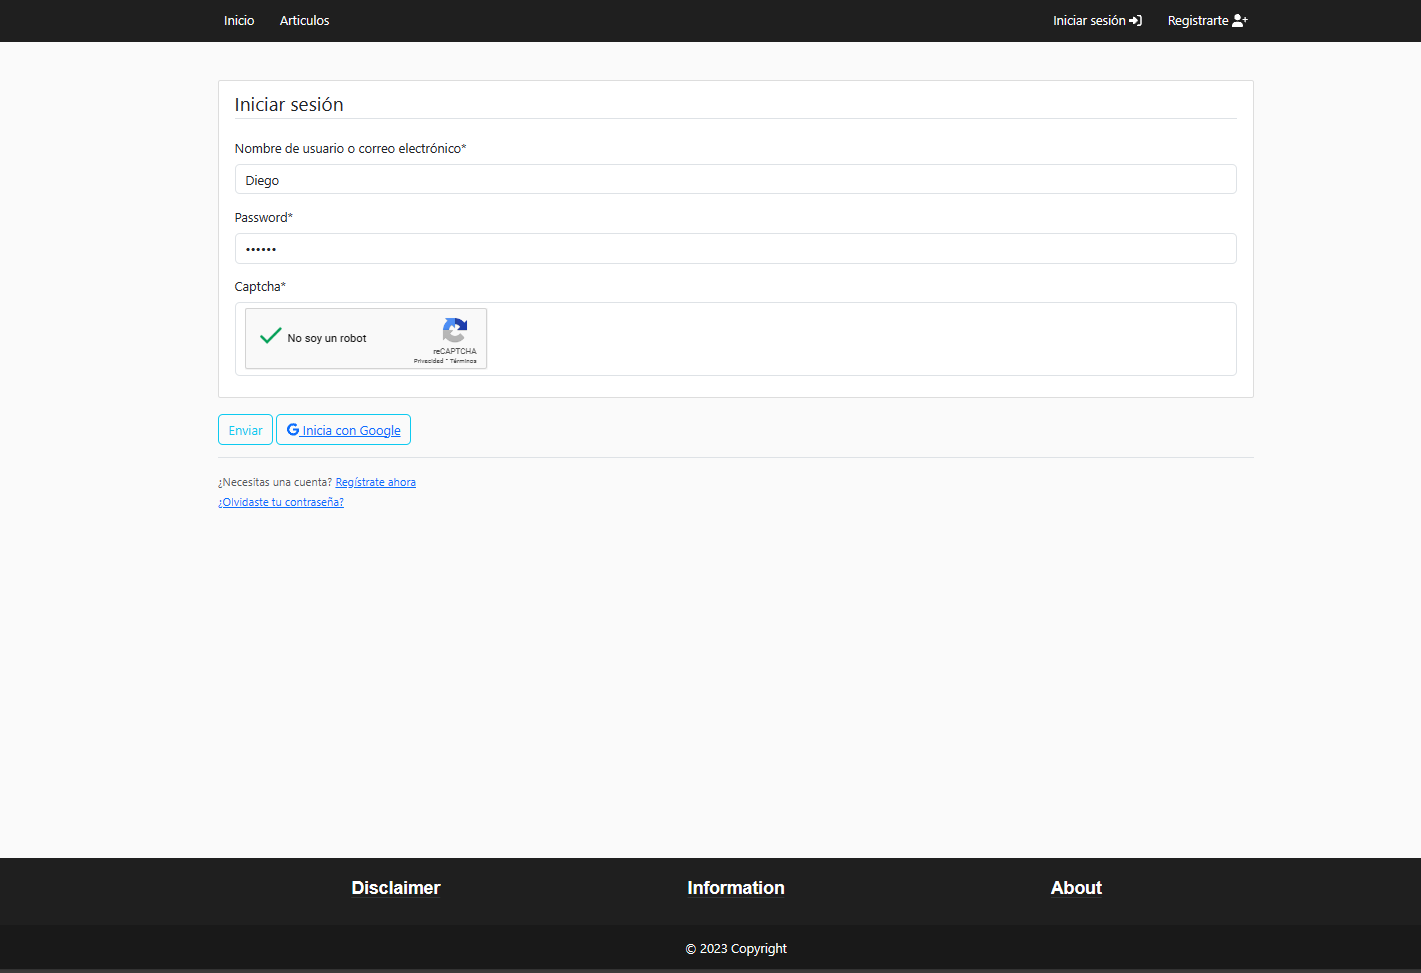 Inicio Articulos Iniciar sesión Registrarte
Iniciar sesión
Nombre de usuario o correo electrónico*
Diego
Password*
••••••
Captcha*
No soy un robot
reCAPTCHA
Privacidad - Términos
Enviar Inicia con Google
¿Necesitas una cuenta? Regístrate ahora
¿Olvidaste tu contraseña?
Disclaimer Information About
© 2023 Copyright